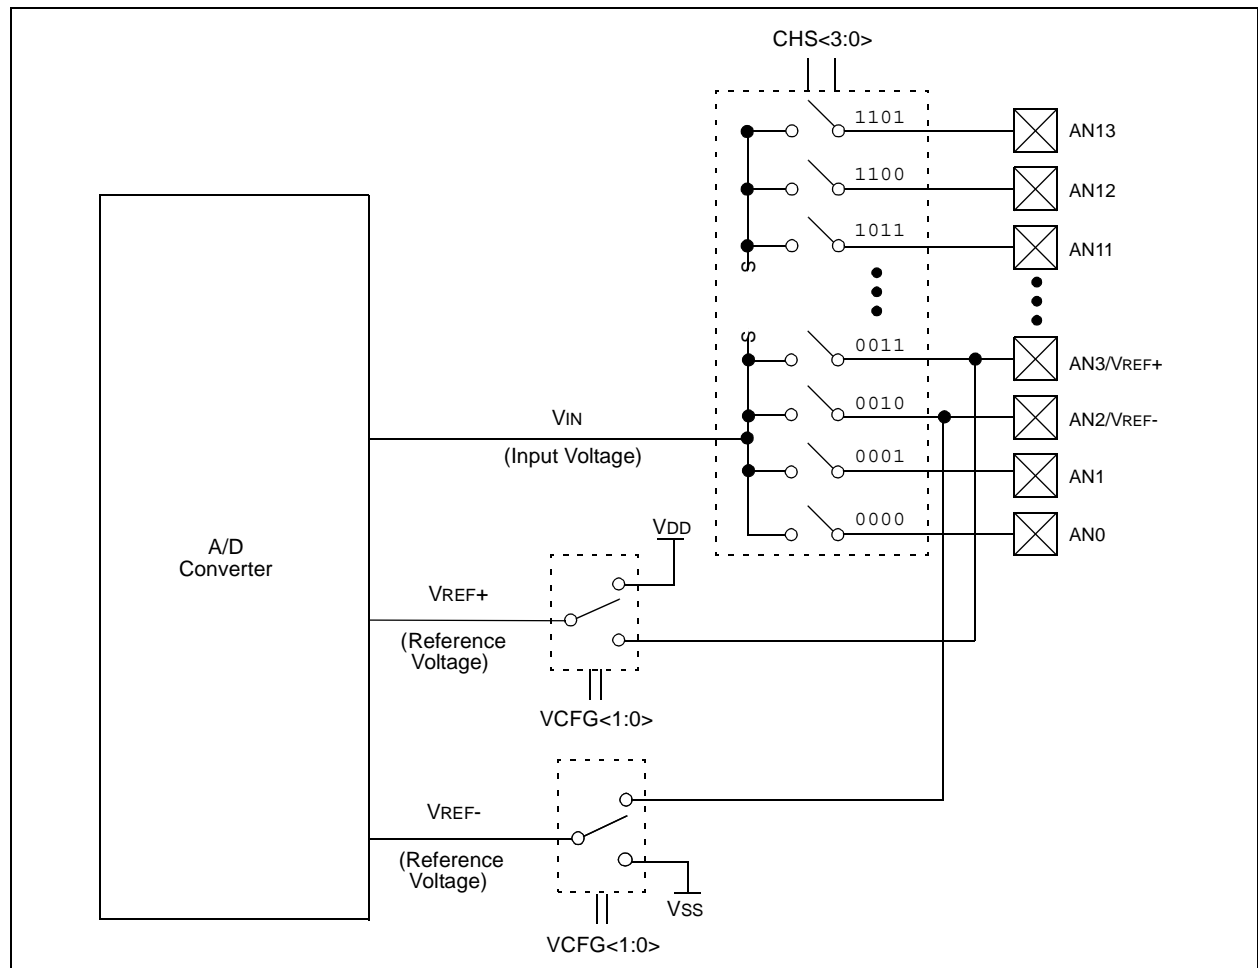 CHS<3:0>
1101
AN13
1100
AN12
1011
AN11
S
S
0011
AN3/VREF+
0010
AN2/VREF-
VIN
(Input Voltage)
0001
AN1
0000
AN0
VDD
A/D
Converter
VREF+
(Reference
Voltage)
VCFG<1:0>
VREF-
(Reference
Voltage)
VSS
VCFG<1:0>